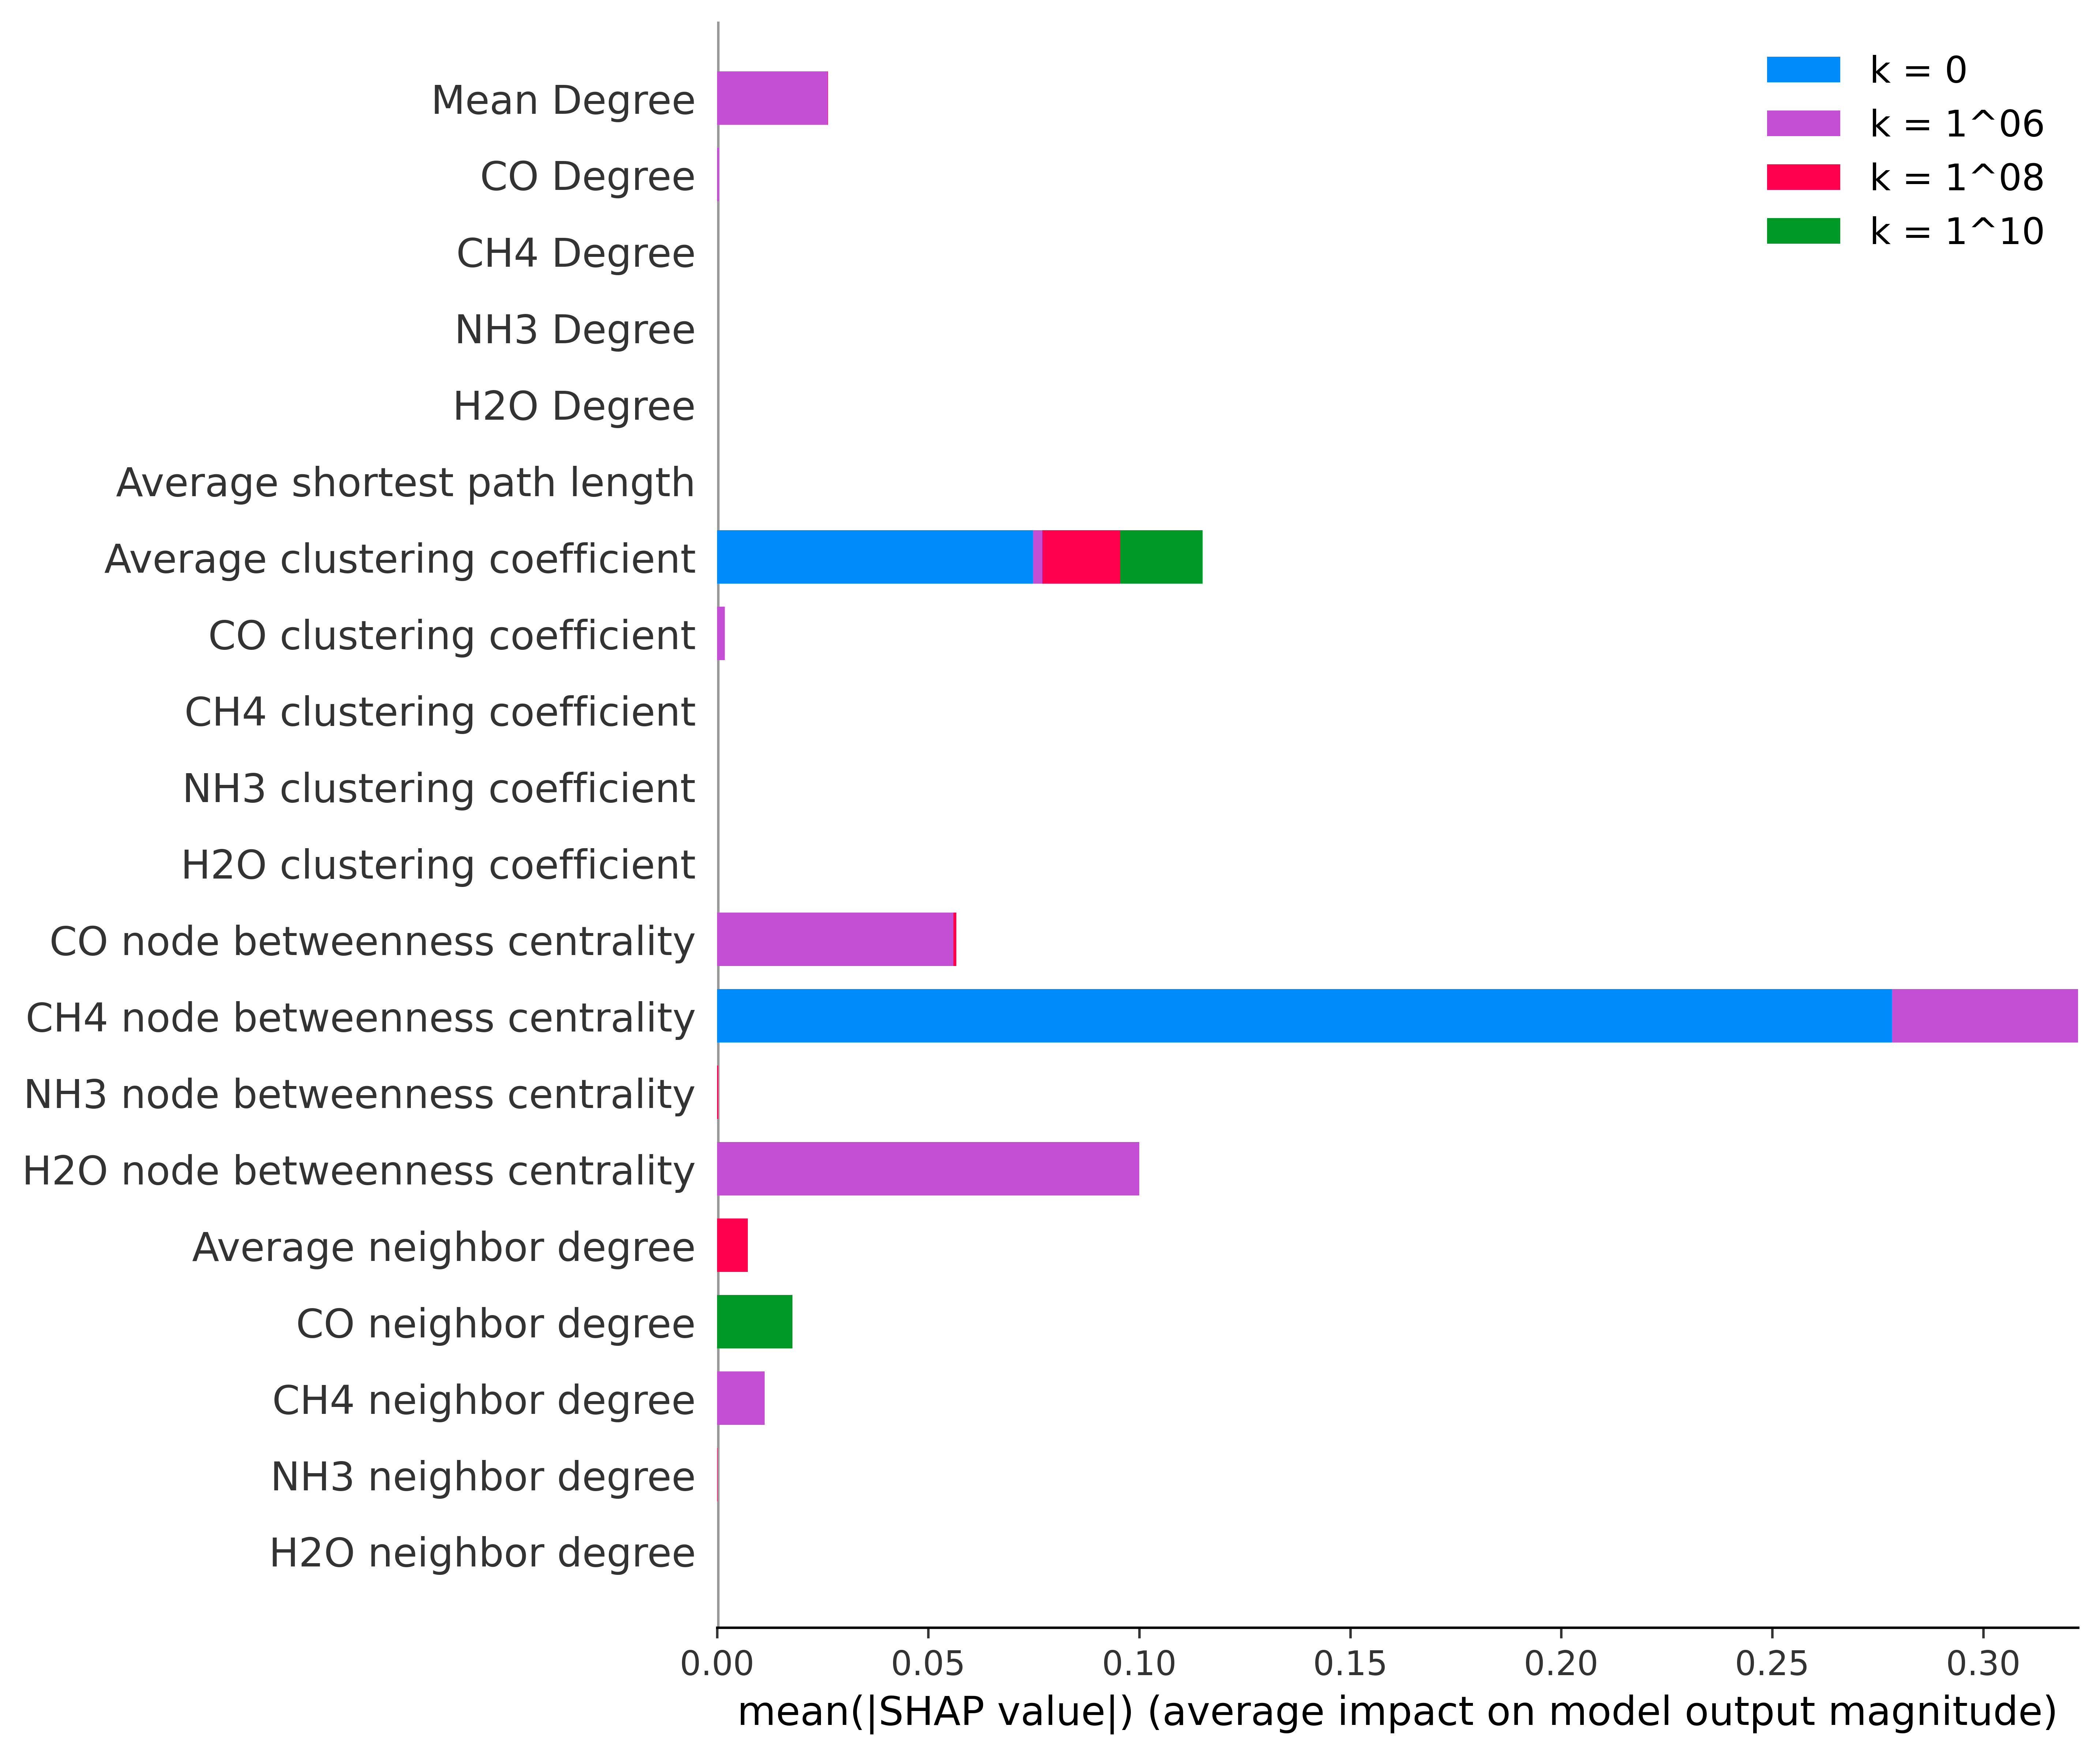 k = 0
k = 1^06
k = 1^08
k = 1^10
Mean Degree
CO Degree
CH4 Degree
NH3 Degree
H2O Degree
Average shortest path length
Average clustering coefficient
CO clustering coefficient
CH4 clustering coefficient
NH3 clustering coefficient
H2O clustering coefficient
CO node betweenness centrality
CH4 node betweenness centrality
NH3 node betweenness centrality
H2O node betweenness centrality
Average neighbor degree
CO neighbor degree
CH4 neighbor degree
NH3 neighbor degree
H2O neighbor degree
0.00 0.05 0.10 0.15 0.20 0.25 0.30
mean(|SHAP value|) (average impact on model output magnitude)